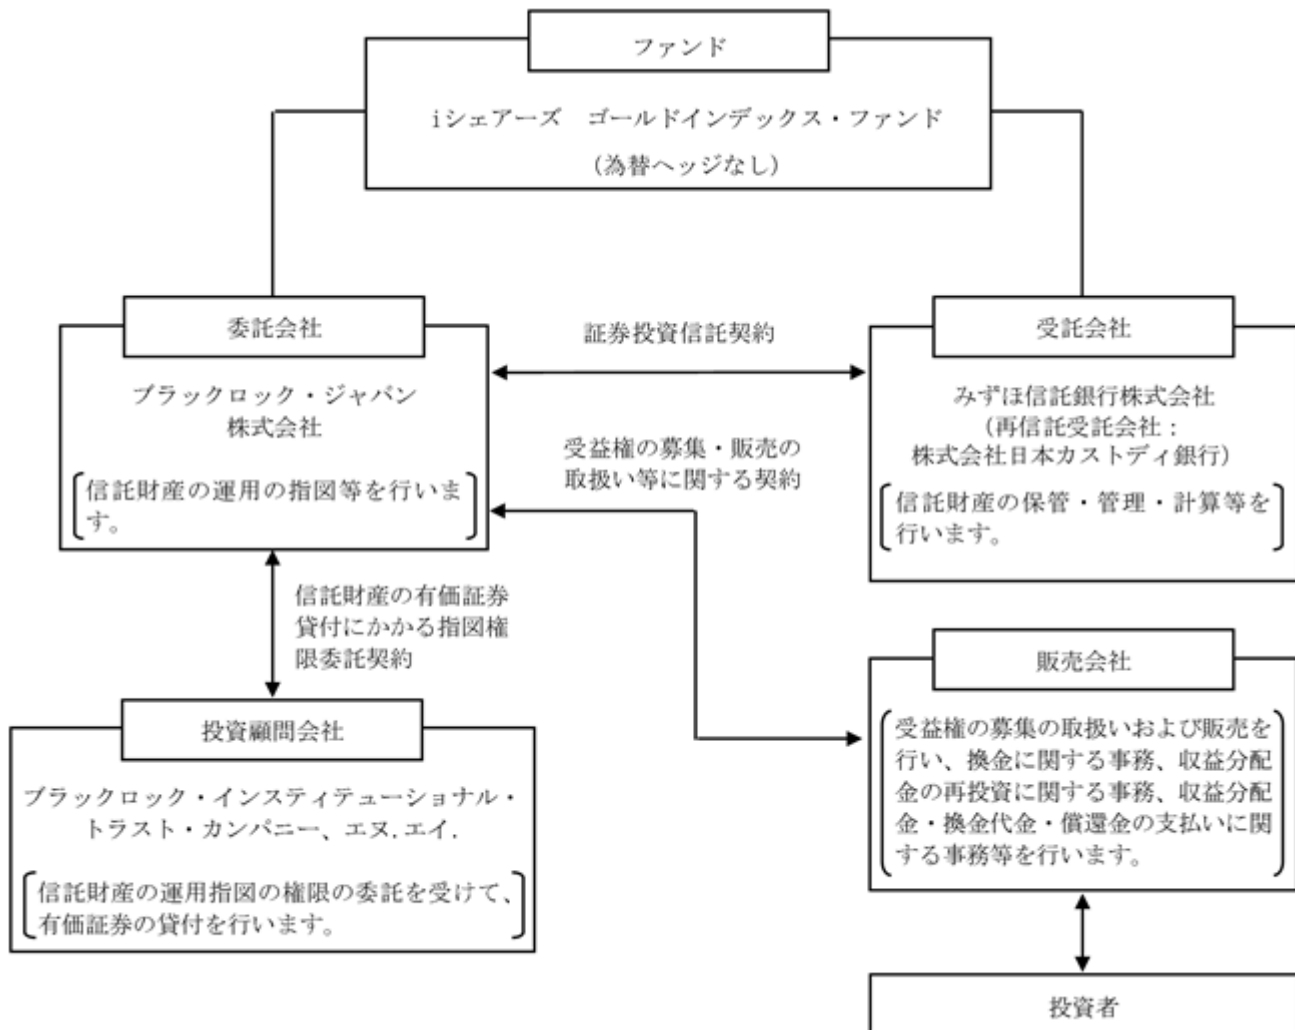 ファンド
iシェアーズ　ゴールドインデックス・ファンド
（為替ヘッジなし）
委託会社
ブラックロック・ジャパン
株式会社
信託財産の運用の指図等を行いま
す。
証券投資信託契約
受益権の募集・販売の
取扱い等に関する契約
受託会社
みずほ信託銀行株式会社
（再信託受託会社：
株式会社日本カストディ銀行）
信託財産の保管・管理・計算等を
行います。
信託財産の有価証券
貸付にかかる指図権
限委託契約
投資顧問会社
ブラックロック・インスティテューショナル・
トラスト・カンパニー、エヌ.エイ.
信託財産の運用指図の権限の委託を受けて、
有価証券の貸付を行います。
販売会社
受益権の募集の取扱いおよび販売を
行い、換金に関する事務、収益分配
金の再投資に関する事務、収益分配
金・換金代金・償還金の支払いに関
する事務等を行います。
投資者